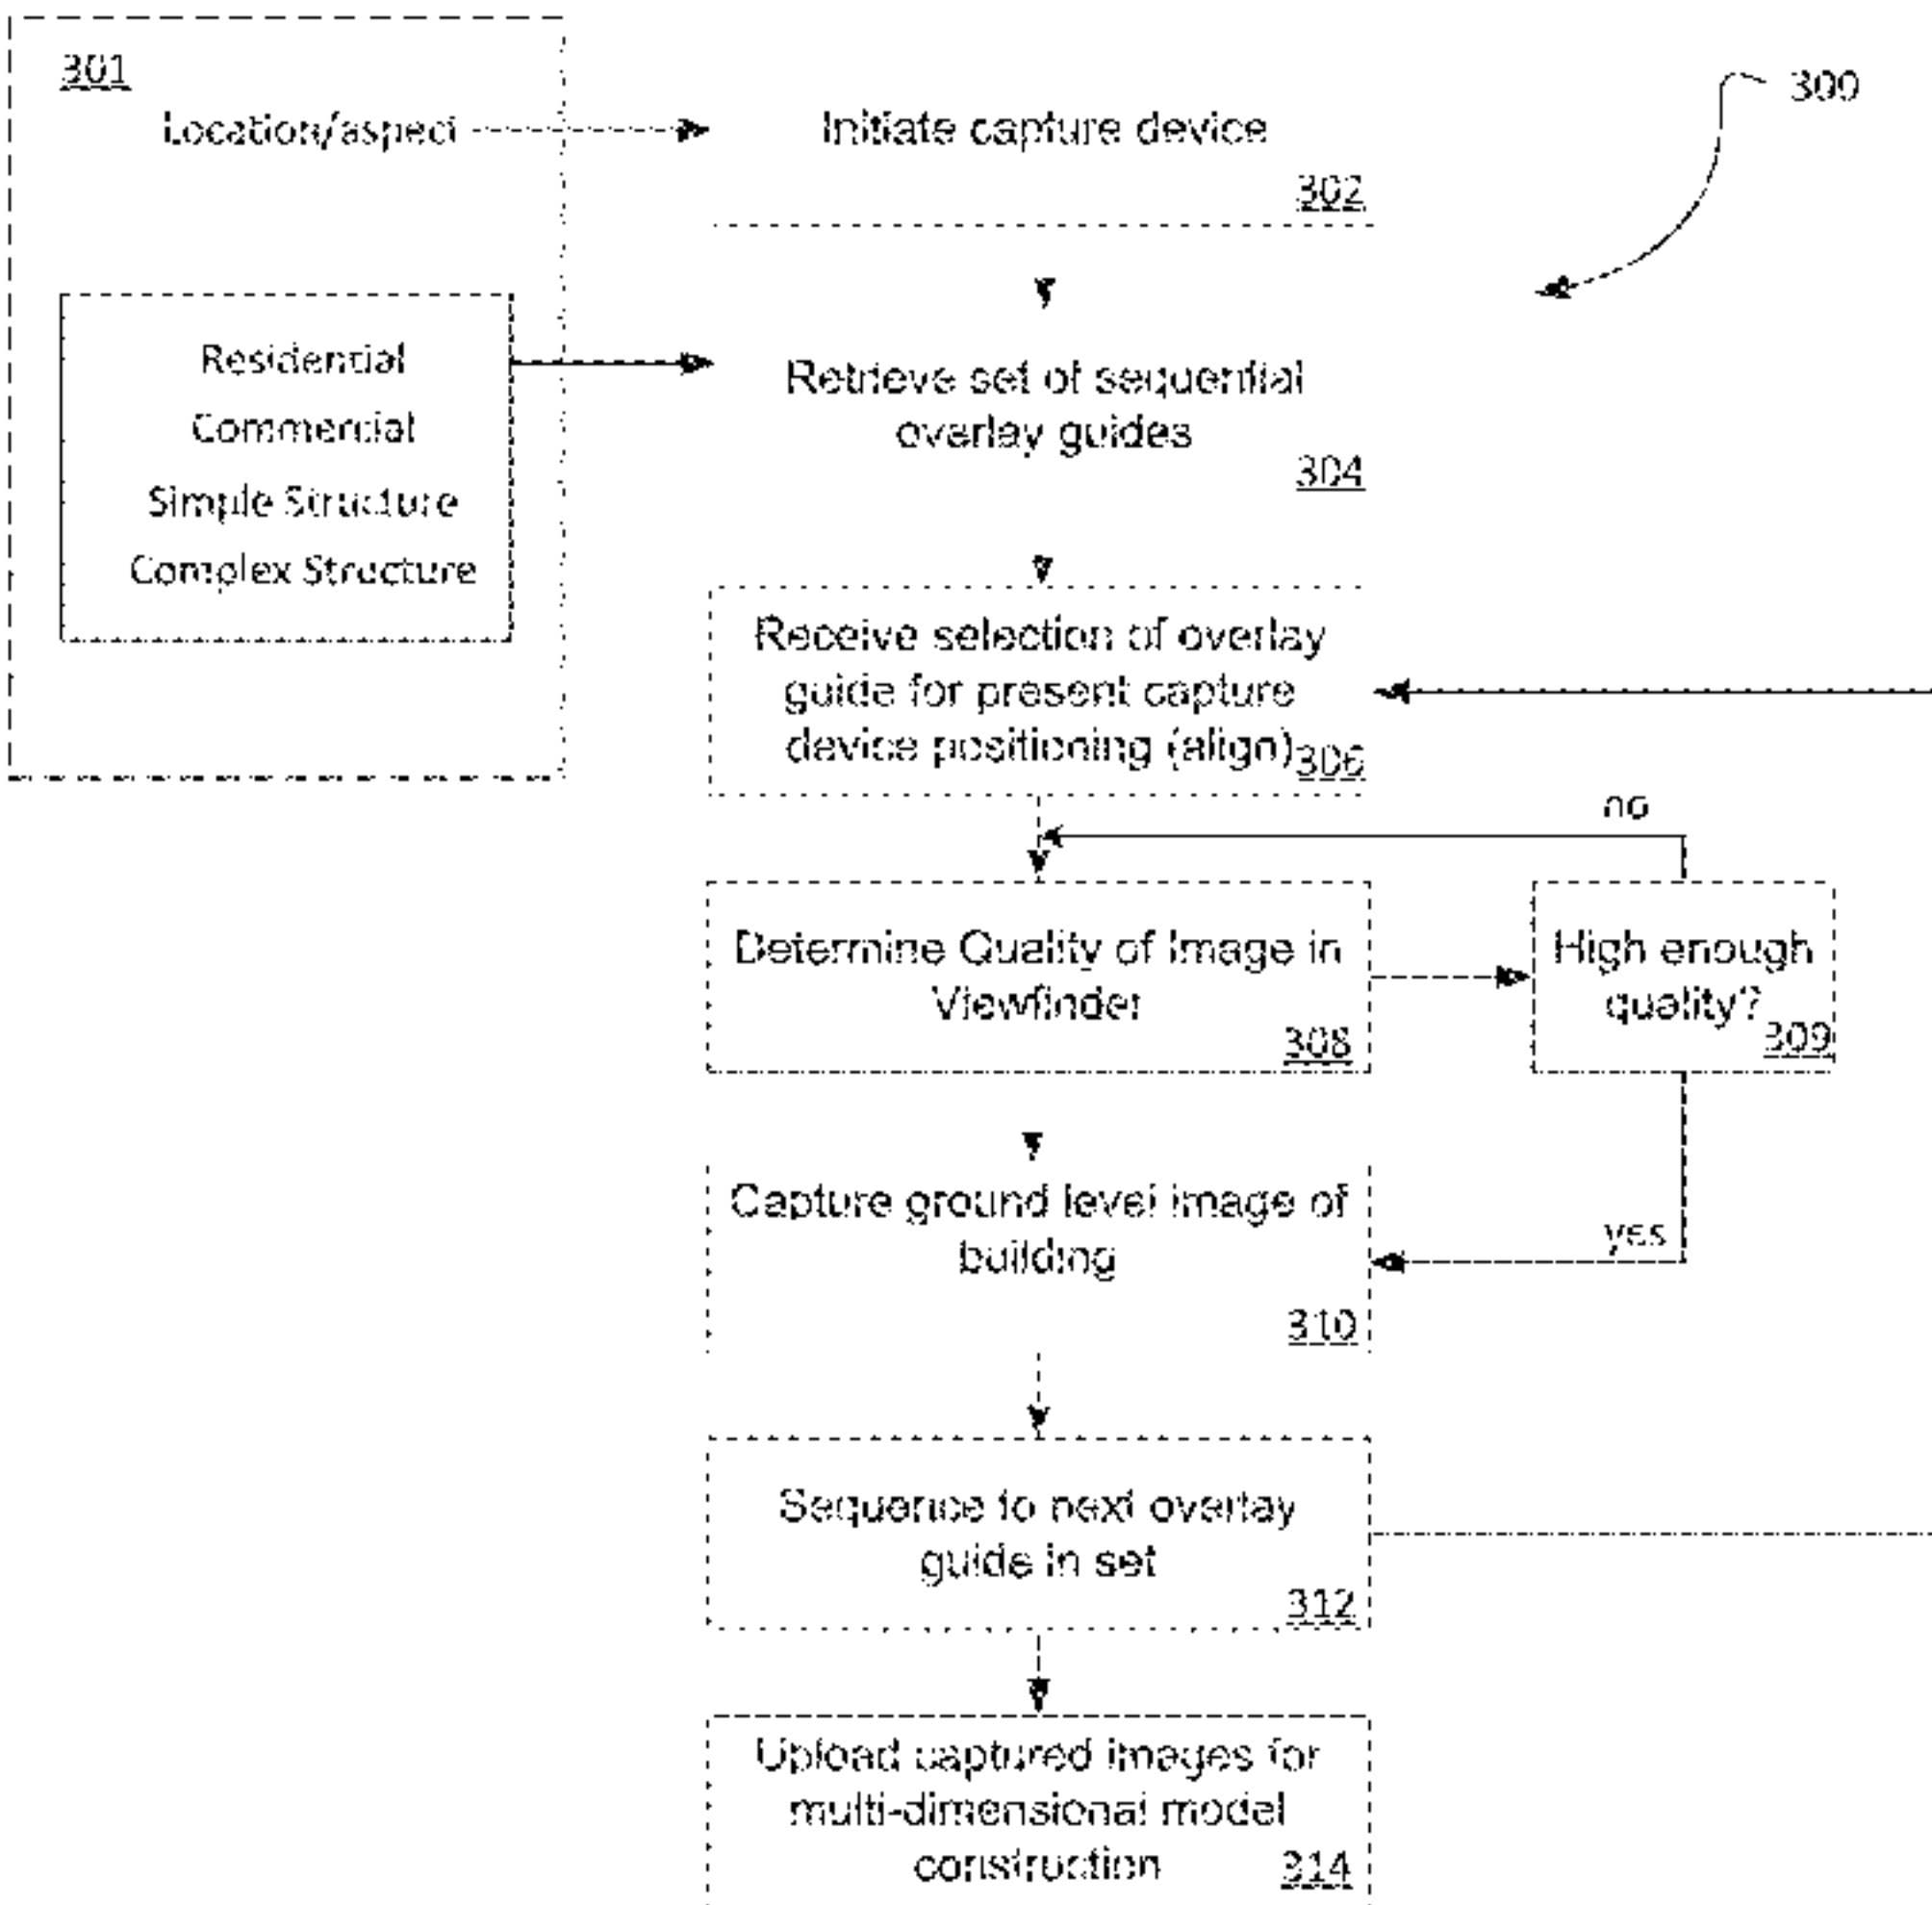 301
Location/aspect
Initiate capture device
302
300
Residential
Commercial
Simple Structure
Complex Structure
Retrieve set of sequential
overlay guides
304
Receive selection of overlay
guide for present capture
device positioning (align)
306
no
Determine Quality of Image in
Viewfinder
308
High enough
quality?
309
Capture ground level image of
building
310
yes
Sequence to next overlay
guide in set
312
Upload captured images for
multi-dimensional model
construction
314